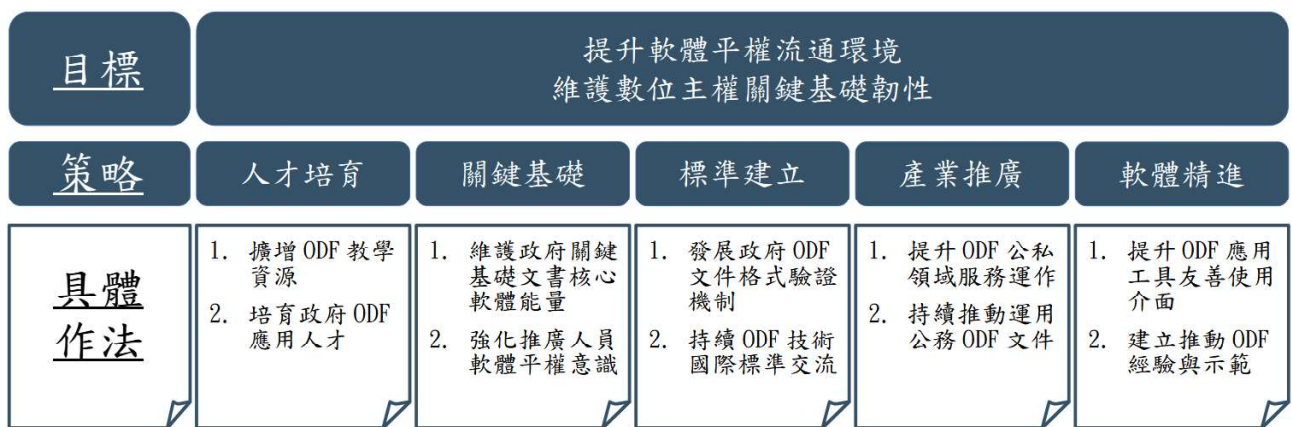 目標
提升軟體平權流通環境
維護數位主權關鍵基礎韌性
策略
人才培育
關鍵基礎
標準建立
產業推廣
軟體精進
具體
作法
1. 擴增 ODF 教學
資源
2. 培育政府 ODF
應用人才
1. 維護政府關鍵
基礎文書核心
軟體能量
2. 強化推廣人員
軟體平權意識
1. 發展政府 ODF
文件格式驗證
機制
2. 持續 ODF 技術
國際標準交流
1. 提升 ODF 公私
領域服務運作
2. 持續推動運用
公務 ODF 文件
1. 提升 ODF 應用
工具友善使用
介面
2. 建立推動 ODF
經驗與示範